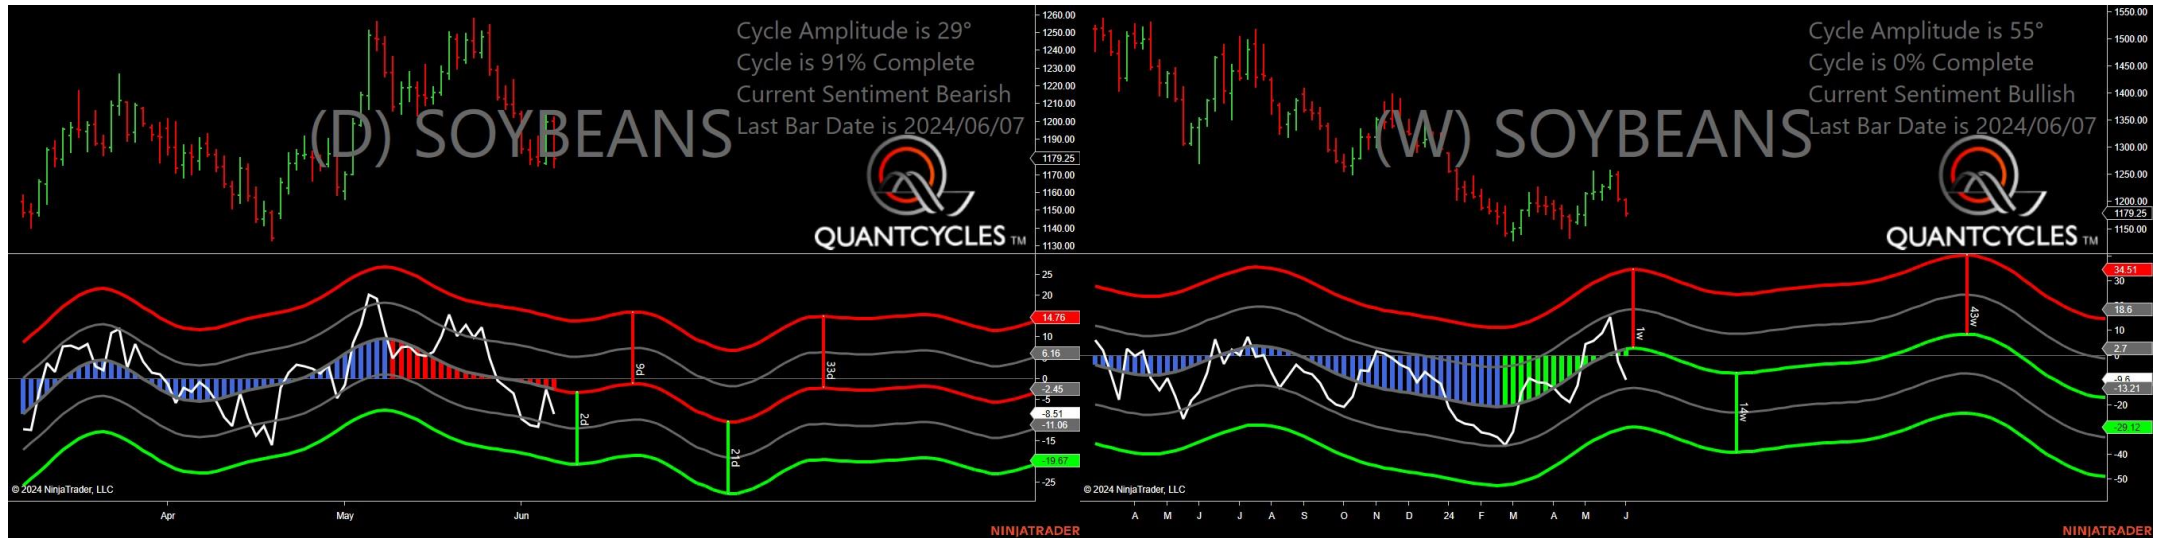 (D) SOYBEANS
Cycle Amplitude is 29°
Cycle is 91% Complete
Current Sentiment Bearish
Last Bar Date is 2024/06/07
QUANTCYCLES TM
1260.00
1250.00
1240.00
1230.00
1220.00
1210.00
1200.00
1190.00
1179.25
1170.00
1160.00
1150.00
1140.00
1130.00
25
20
14.76
10
6.16
0
-2.45
-5
-8.51
-11.06
-15
-19.67
-25
2d
9d
21d
33d
© 2024 NinjaTrader, LLC
Apr
May
Jun
NINJATRADER
(W) SOYBEANS
Cycle Amplitude is 55°
Cycle is 0% Complete
Current Sentiment Bullish
Last Bar Date is 2024/06/07
QUANTCYCLES TM
1550.00
1500.00
1450.00
1400.00
1350.00
1300.00
1250.00
1200.00
1179.25
1150.00
34.51
30
18.6
10
2.7
-9.6
-13.21
-20
-29.12
-40
-50
1w
14w
43w
© 2024 NinjaTrader, LLC
A M J J A S O N D 24 F M A M J
NINJATRADER